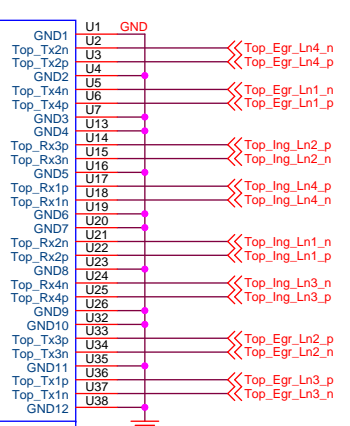 U1 GND
GND1
U2
Top_Tx2n Top_Egr_Ln4_n
U3
Top_Tx2p Top_Egr_Ln4_p
U4
GND2
U5
Top_Tx4n Top_Egr_Ln1_n
U6
Top_Tx4p Top_Egr_Ln1_p
U7
GND3
U13
GND4
U14
Top_Rx3p Top_Ing_Ln2_p
U15
Top_Rx3n Top_Ing_Ln2_n
U16
GND5
U17
Top_Rx1p Top_Ing_Ln4_p
U18
Top_Rx1n Top_Ing_Ln4_n
U19
GND6
U20
GND7
U21
Top_Rx2n Top_Ing_Ln1_n
U22
Top_Rx2p Top_Ing_Ln1_p
U23
GND8
U24
Top_Rx4n Top_Ing_Ln3_n
U25
Top_Rx4p Top_Ing_Ln3_p
U26
GND9
U32
GND10
U33
Top_Tx3p Top_Egr_Ln2_p
U34
Top_Tx3n Top_Egr_Ln2_n
U35
GND11
U36
Top_Tx1p Top_Egr_Ln3_p
U37
Top_Tx1n Top_Egr_Ln3_n
U38
GND12